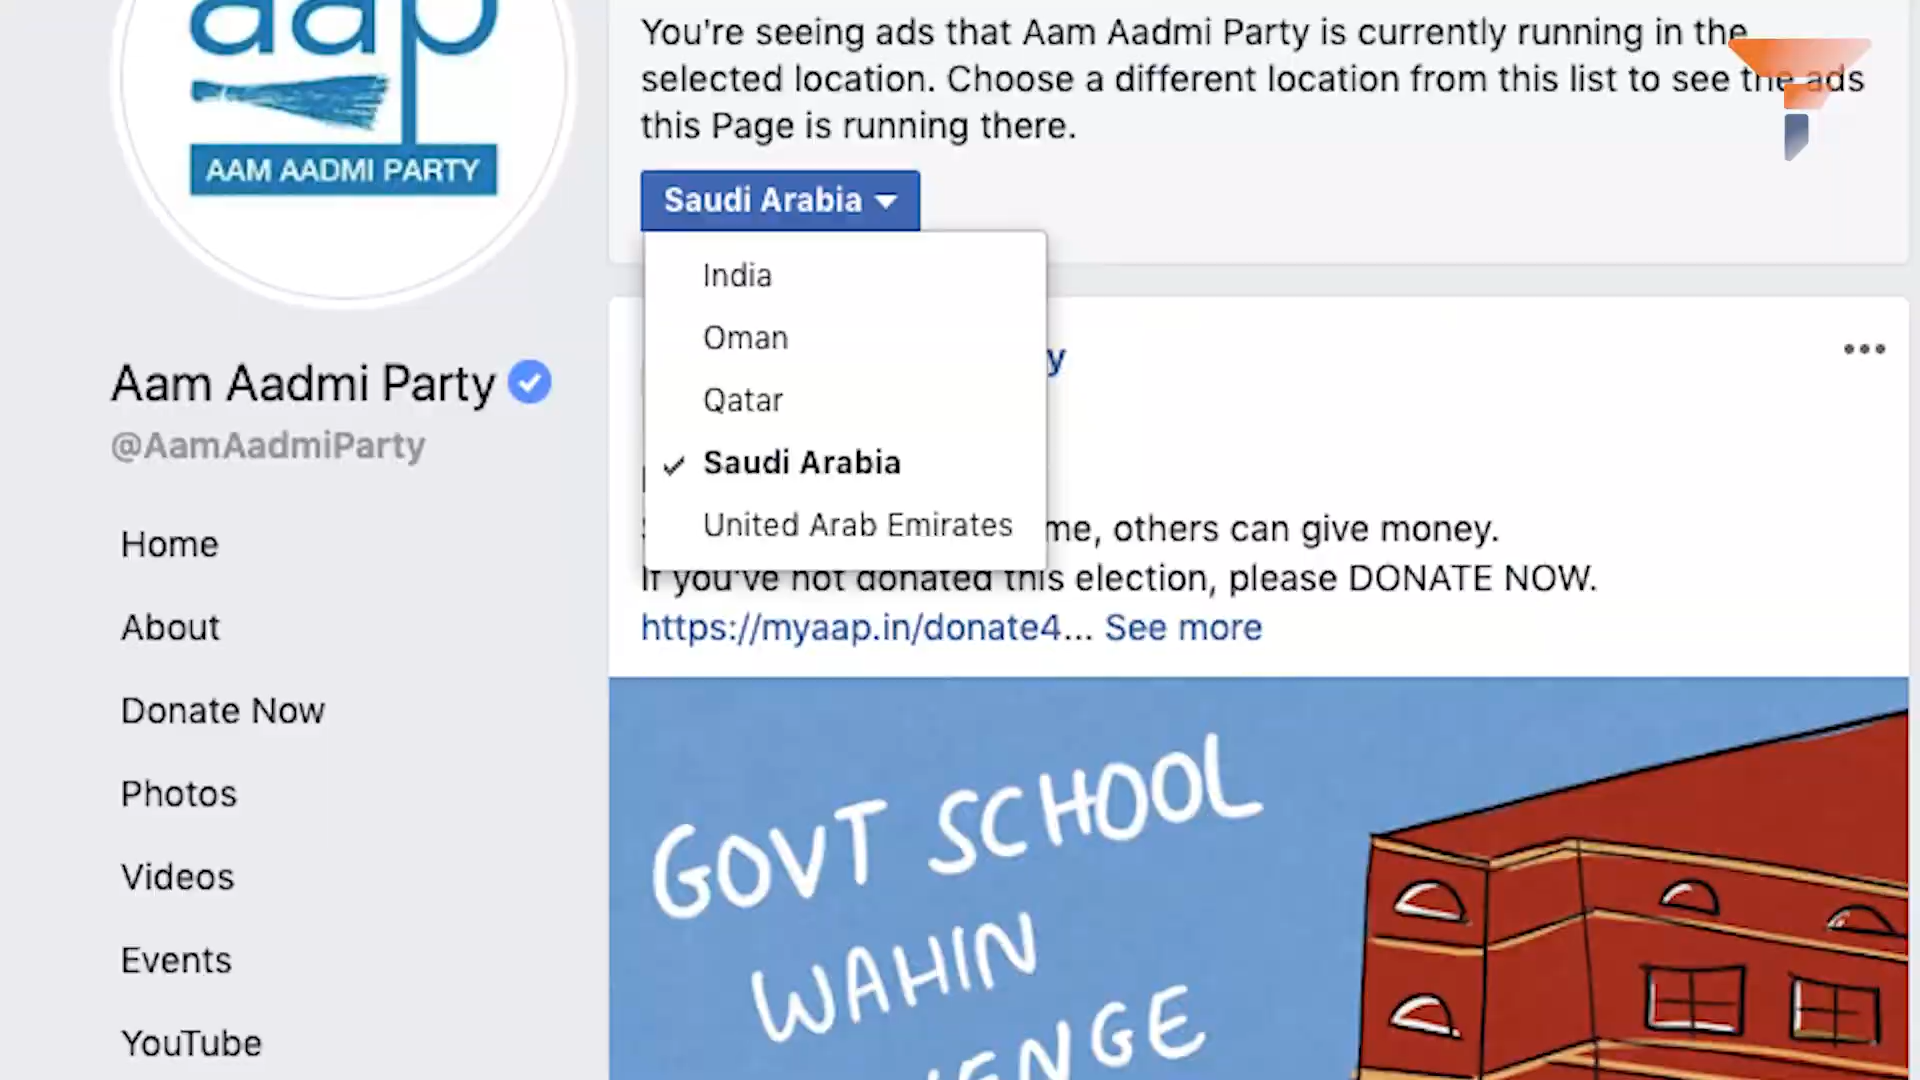 aap
AAM AADMI PARTY
Aam Aadmi Party
@AamAadmiParty
Home
About
Donate Now
Photos
Videos
Events
YouTube
You're seeing ads that Aam Aadmi Party is currently running in the
selected location. Choose a different location from this list to see the ads
this Page is running there.
Saudi Arabia
India
Oman
Qatar
Saudi Arabia
United Arab Emirates
me, others can give money.
If you've not donated this election, please DONATE NOW.
https://myaap.in/donate4... See more
GOVT SCHOOL
WAHIN